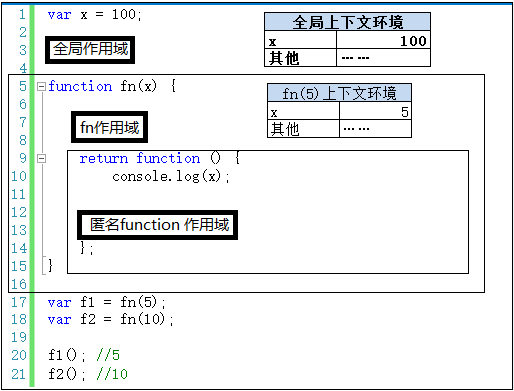 1 var x = 100;
全局上下文环境
2
x 100
3 全局作用域
其他 ……
4
5 function fn(x) {
fn(5)上下文环境
6
x 5
7 fn作用域
其他 ……
8
9 return function () {
10 console.log(x);
11
12 匿名function 作用域
13
14 };
15 }
16
17 var f1 = fn(5);
18 var f2 = fn(10);
19
20 f1(); //5
21 f2(); //10